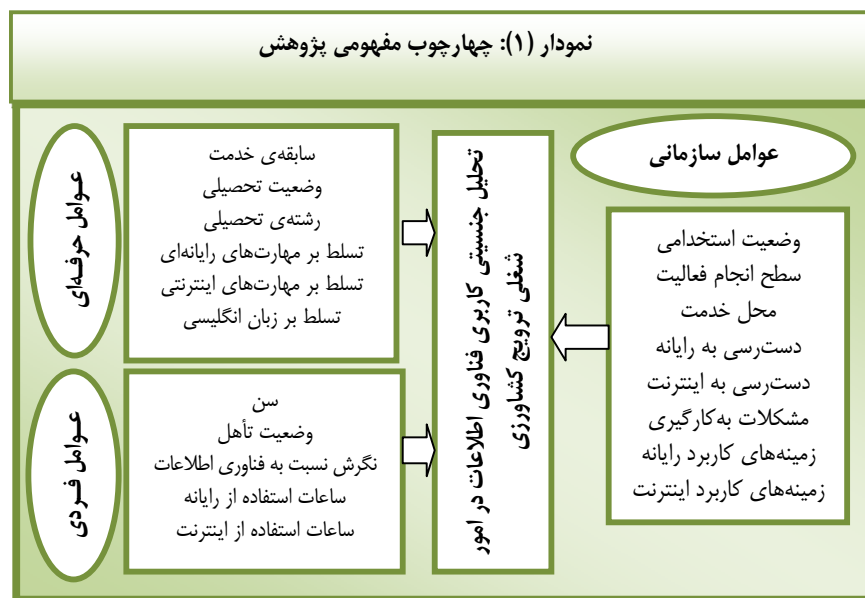 نمودار (۱): چهارچوب مفهومی پژوهش
عوامل سازمانی
وضعیت استخدامی
سطح انجام فعالیت
محل خدمت
دست‌رسی به رایانه
دست‌رسی به اینترنت
مشکلات به‌کارگیری
زمینه‌های کاربرد رایانه
زمینه‌های کاربرد اینترنت
تحلیل جنسیتی کاربری فناوری اطلاعات در امور
شغلی ترویج کشاورزی
عوامل حرفه‌ای
سابقه‌ی خدمت
وضعیت تحصیلی
رشته‌ی تحصیلی
تسلط بر مهارت‌های رایانه‌ای
تسلط بر مهارت‌های اینترنتی
تسلط بر زبان انگلیسی
عوامل فردی
سن
وضعیت تأهل
نگرش نسبت به فناوری اطلاعات
ساعات استفاده از رایانه
ساعات استفاده از اینترنت